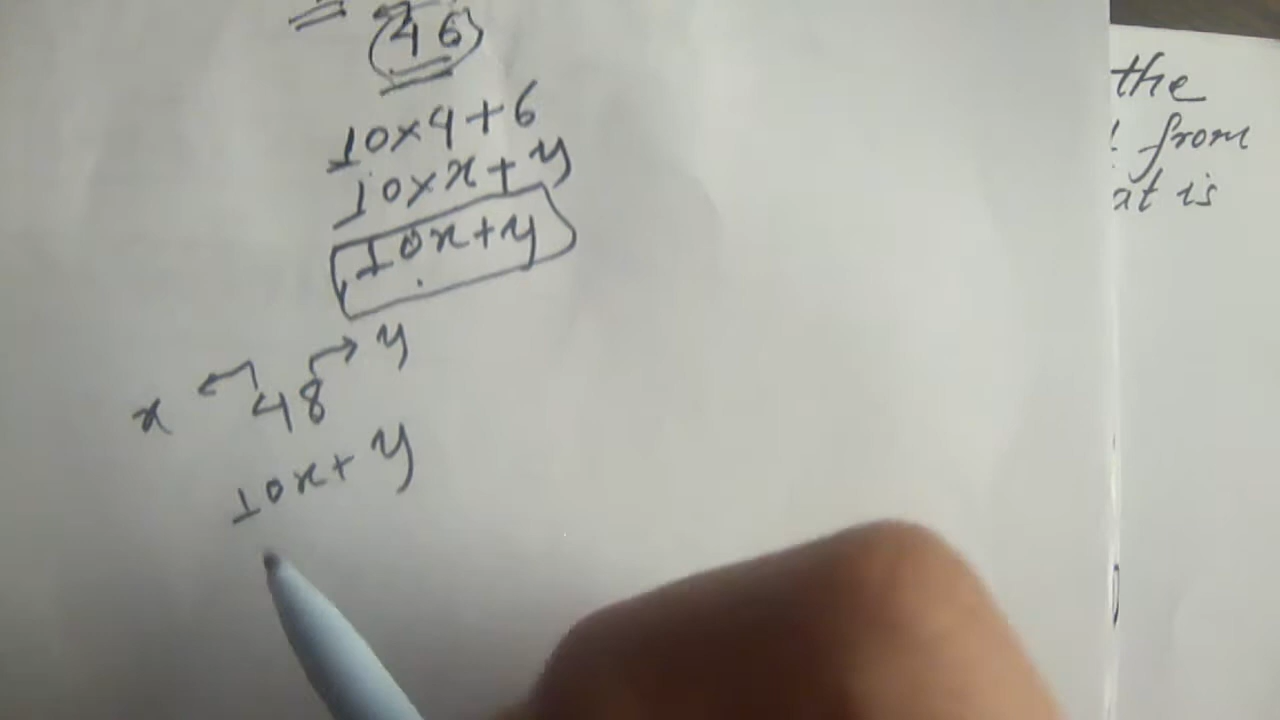 (46)
10×4+6
10×x+y
10x+y
y
x 48
10x+y
the
from
at is